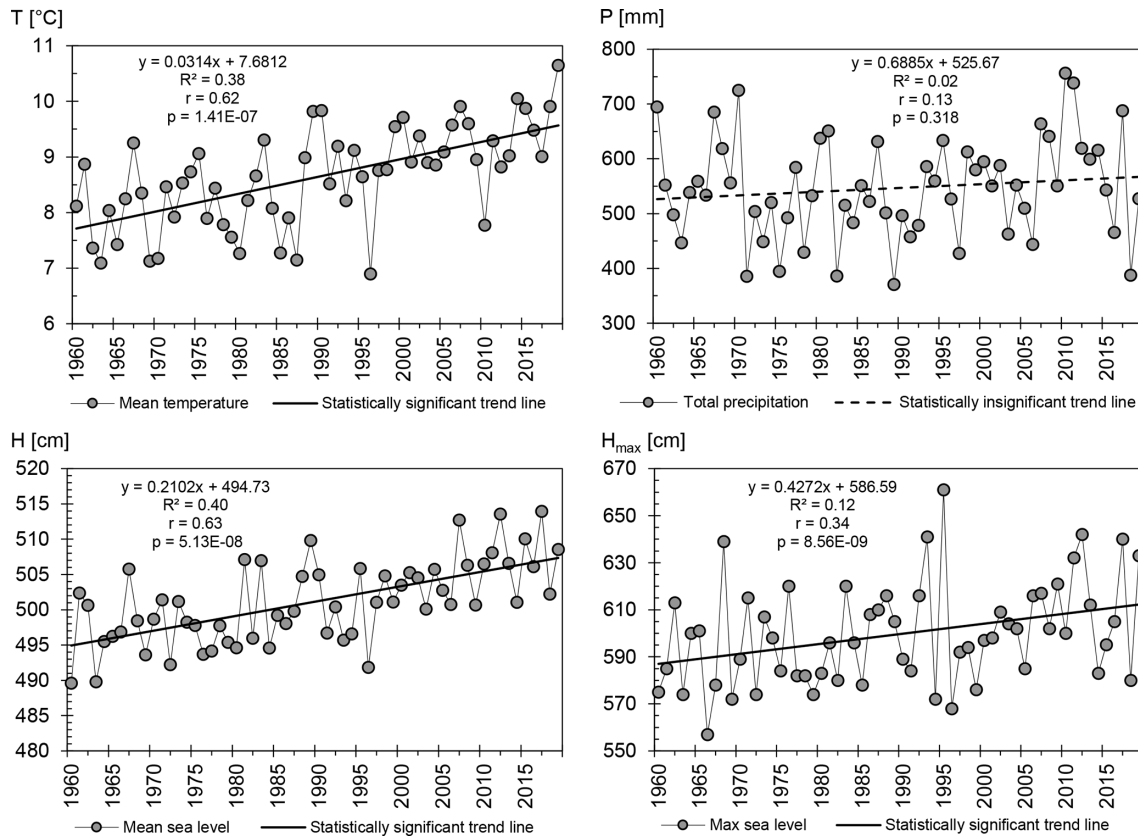 T [°C]
11
10
9
8
7
6
y = 0.0314x + 7.6812
R² = 0.38
r = 0.62
p = 1.41E-07
1960
1965
1970
1975
1980
1985
1990
1995
2000
2005
2010
2015
Mean temperature
Statistically significant trend line
P [mm]
800
700
600
500
400
300
y = 0.6885x + 525.67
R² = 0.02
r = 0.13
p = 0.318
1960
1965
1970
1975
1980
1985
1990
1995
2000
2005
2010
2015
Total precipitation
Statistically insignificant trend line
H [cm]
520
515
510
505
500
495
490
485
480
y = 0.2102x + 494.73
R² = 0.40
r = 0.63
p = 5.13E-08
1960
1965
1970
1975
1980
1985
1990
1995
2000
2005
2010
2015
Mean sea level
Statistically significant trend line
Hmax [cm]
670
650
630
610
590
570
550
y = 0.4272x + 586.59
R² = 0.12
r = 0.34
p = 8.56E-09
1960
1965
1970
1975
1980
1985
1990
1995
2000
2005
2010
2015
Max sea level
Statistically significant trend line